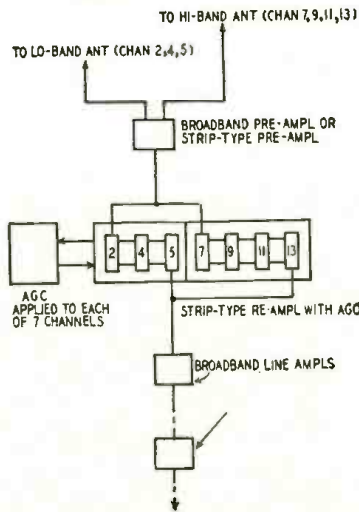 TO HI-BAND ANT (CHAN 7,9,11,13)
TO LO-BAND ANT (CHAN 2,4,5)
BROADBAND PRE-AMPL OR
STRIP-TYPE PRE-AMPL
2 4 5 7 9 11 13
AGC
APPLIED TO EACH
OF 7 CHANNELS
STRIP-TYPE RE-AMPL WITH AGC
BROADBAND LINE AMPLS